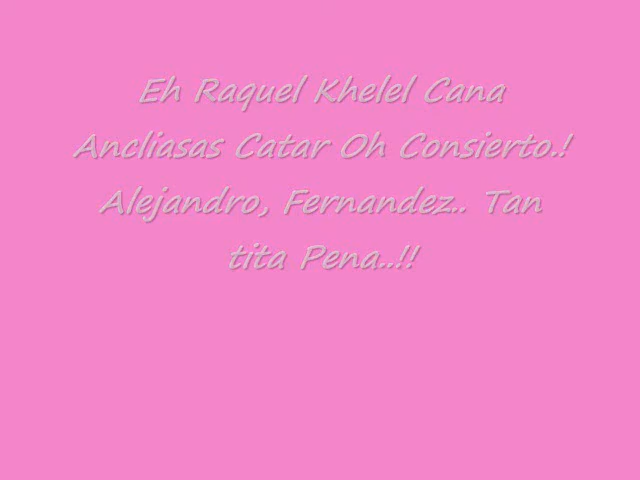 Eh Raquel Khelel Cana
Ancliasas Catar Oh Consierto.!
Alejandro, Fernandez.. Tan
tita Pena..!!